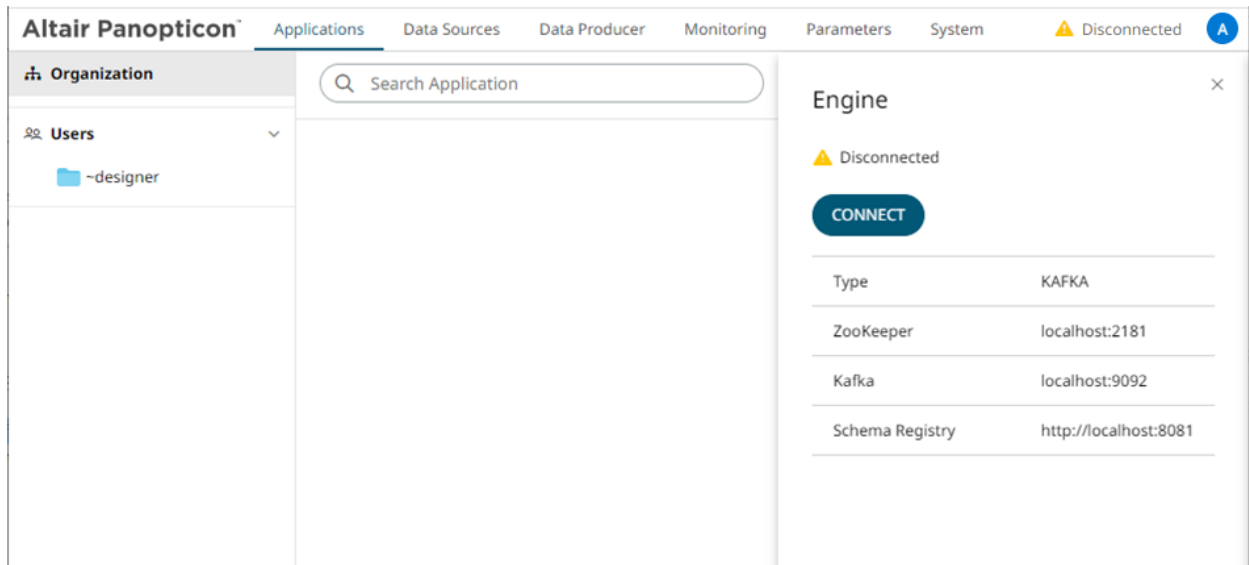 Altair Panopticon™ Applications Data Sources Data Producer Monitoring Parameters System Disconnected A
Organization
Users
~designer
Search Application
Engine
Disconnected
CONNECT
Type KAFKA
ZooKeeper localhost:2181
Kafka localhost:9092
Schema Registry http://localhost:8081